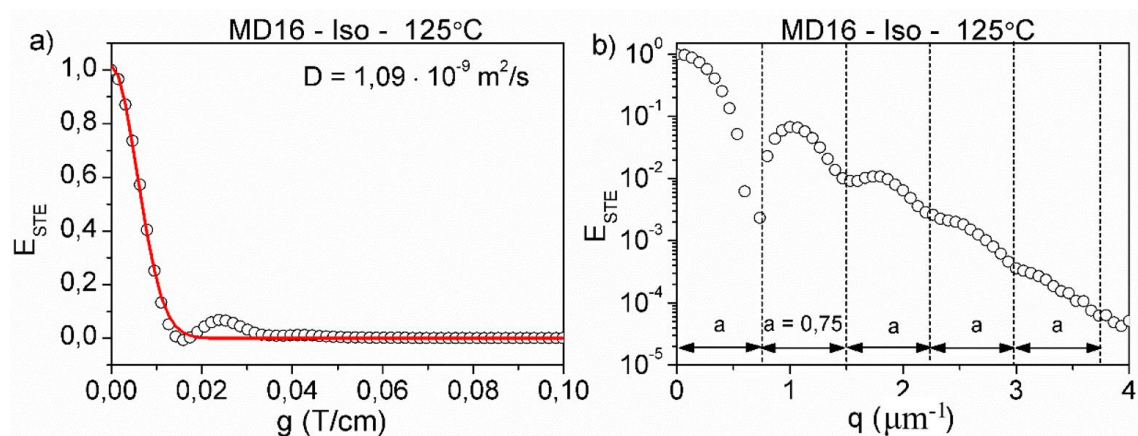 a)
MD16 - Iso - 125°C
D = 1,09 · 10⁻⁹ m²/s
E_STE
1,0
0,8
0,6
0,4
0,2
0,0
0,00 0,02 0,04 0,06 0,08 0,10
g (T/cm)
b)
MD16 - Iso - 125°C
E_STE
10⁰
10⁻¹
10⁻²
10⁻³
10⁻⁴
10⁻⁵
a a = 0,75 a a a
0 1 2 3 4
q (μm⁻¹)